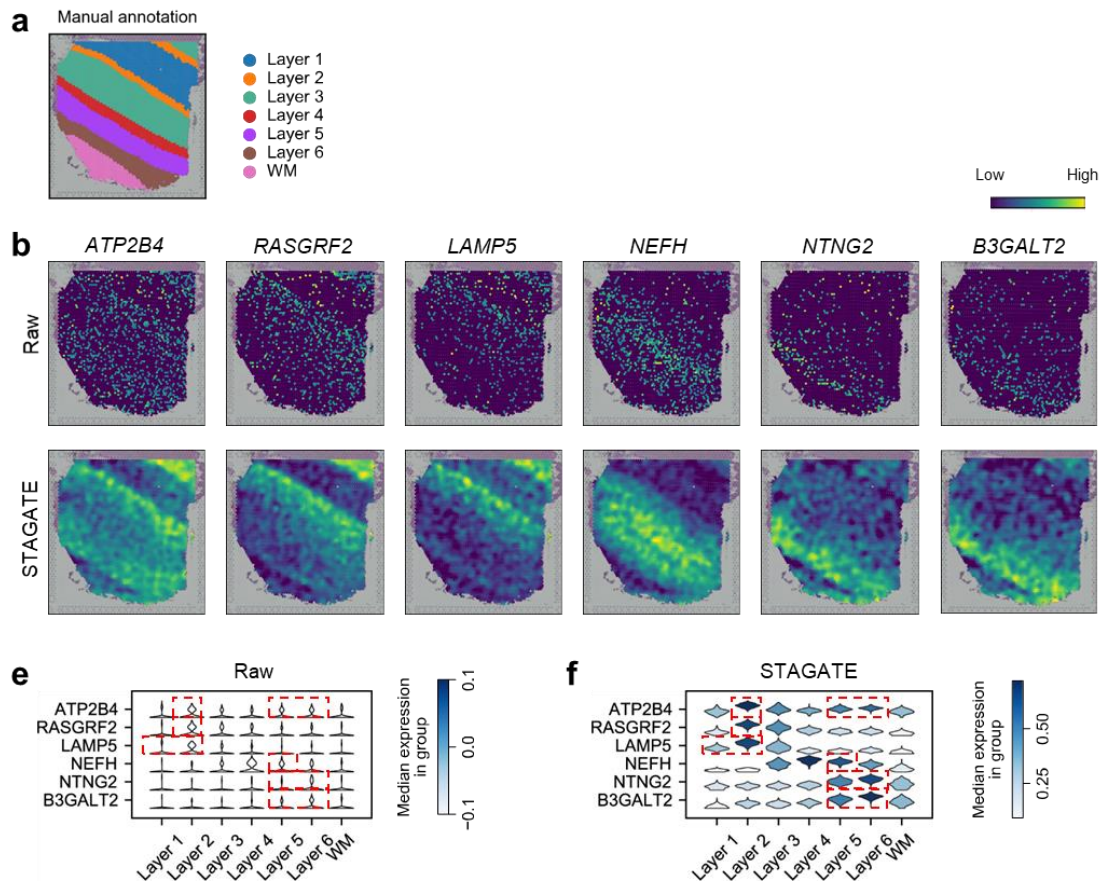 a
Manual annotation
Layer 1
Layer 2
Layer 3
Layer 4
Layer 5
Layer 6
WM
Low High
b
ATP2B4 RASGRF2 LAMP5 NEFH NTNG2 B3GALT2
Raw
STAGATE
e
Raw
ATP2B4
RASGRF2
LAMP5
NEFH
NTNG2
B3GALT2
Layer 1 Layer 2 Layer 3 Layer 4 Layer 5 Layer 6 WM
Median expression
in group
0.1
0.0
−0.1
f
STAGATE
ATP2B4
RASGRF2
LAMP5
NEFH
NTNG2
B3GALT2
Layer 1 Layer 2 Layer 3 Layer 4 Layer 5 Layer 6 WM
Median expression
in group
0.50
0.25